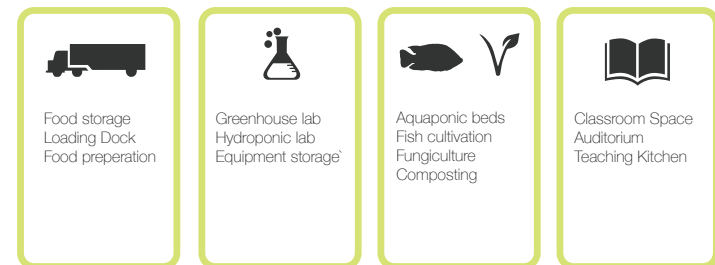 Food storage
Loading Dock
Food preperation
Greenhouse lab
Hydroponic lab
Equipment storage`
Aquaponic beds
Fish cultivation
Fungiculture
Composting
Classroom Space
Auditorium
Teaching Kitchen